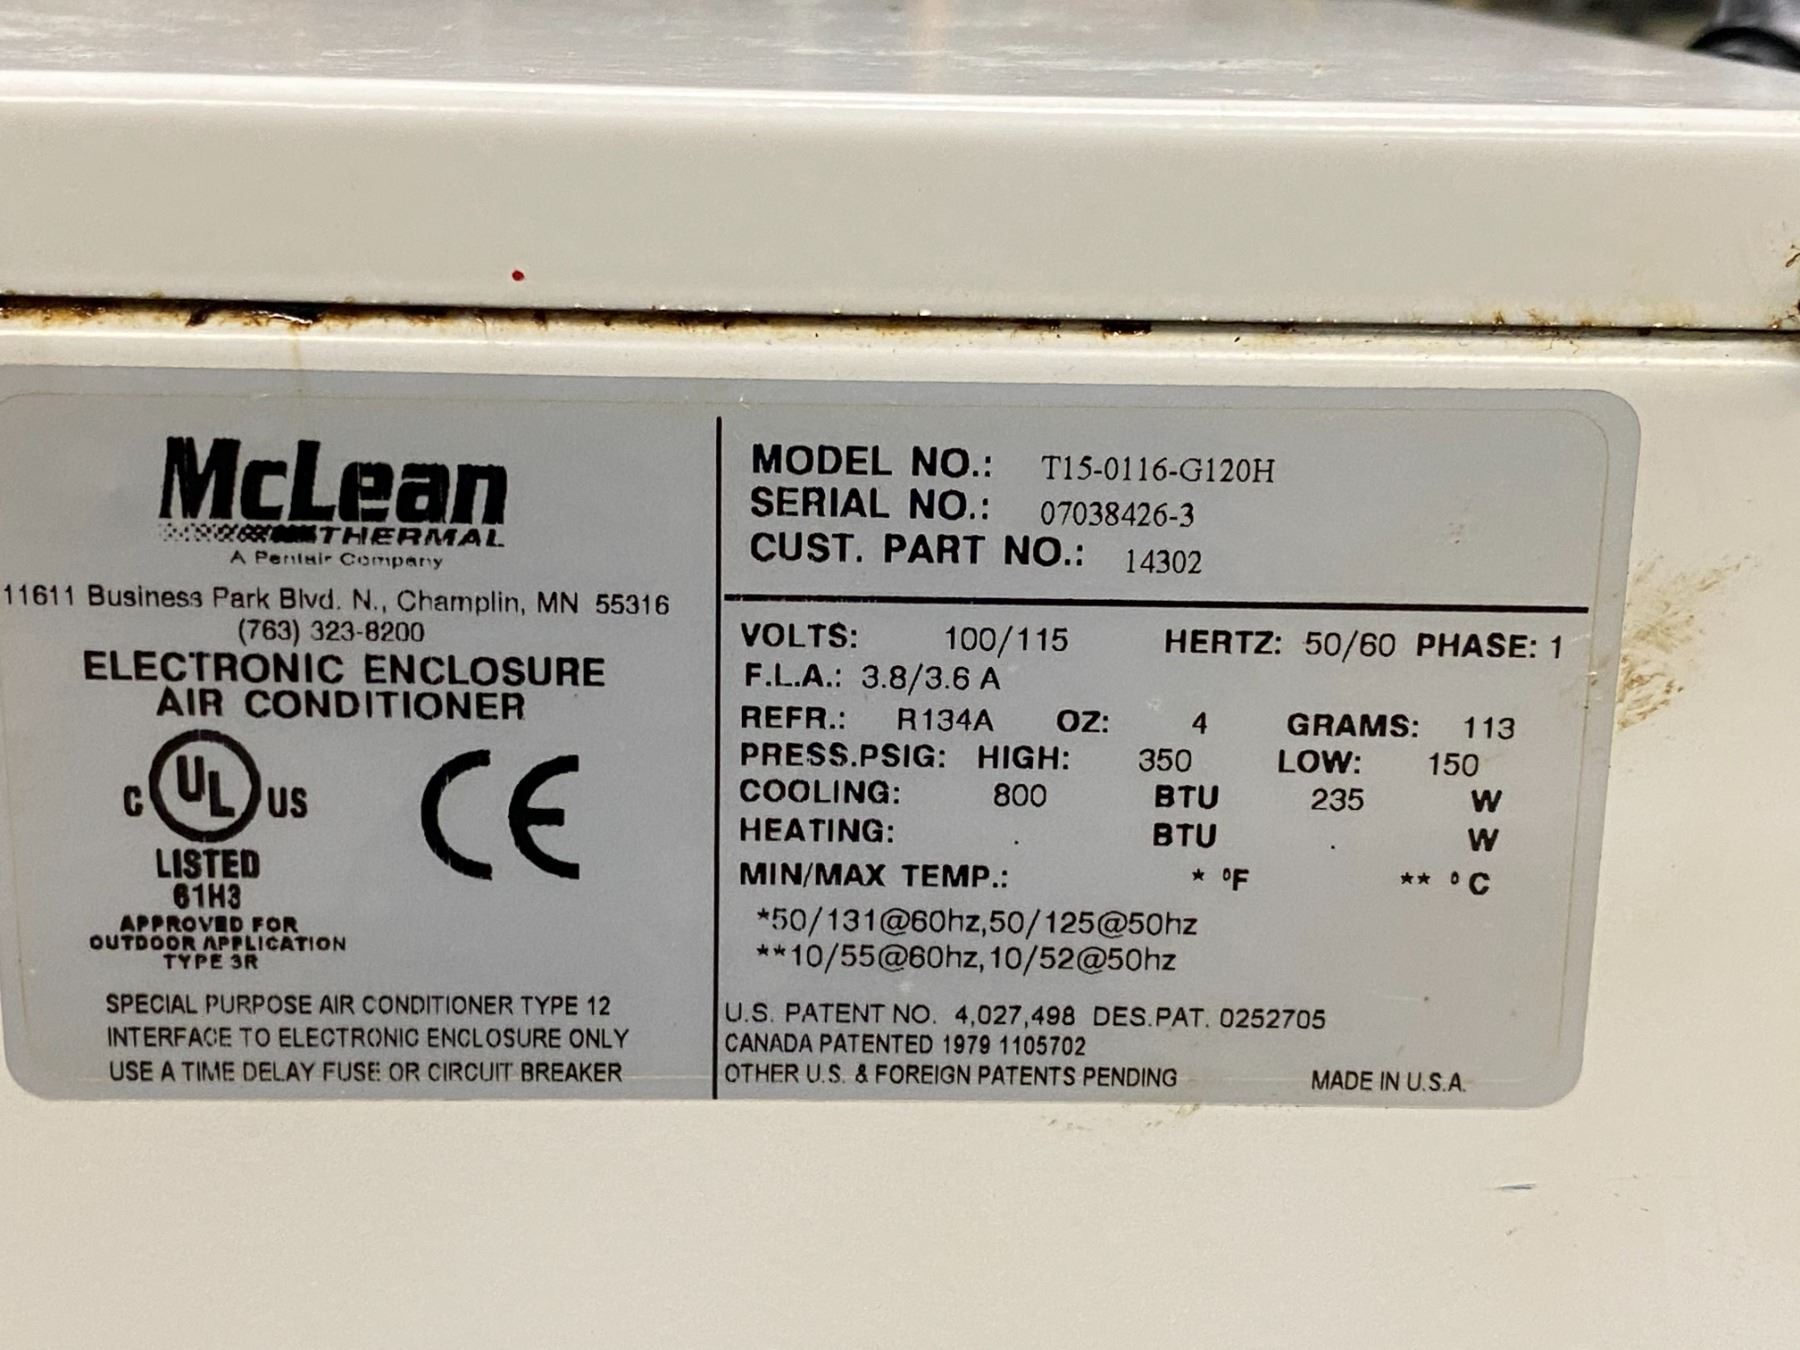 McLean
THERMAL
A Pentair Company
11611 Business Park Blvd. N., Champlin, MN 55316
(763) 323-8200
ELECTRONIC ENCLOSURE
AIR CONDITIONER
C UL US
CE
LISTED
61H3
APPROVED FOR
OUTDOOR APPLICATION
TYPE 3R
SPECIAL PURPOSE AIR CONDITIONER TYPE 12
INTERFACE TO ELECTRONIC ENCLOSURE ONLY
USE A TIME DELAY FUSE OR CIRCUIT BREAKER
MODEL NO.: T15-0116-G120H
SERIAL NO.: 07038426-3
CUST. PART NO.: 14302
VOLTS: 100/115 HERTZ: 50/60 PHASE: 1
F.L.A.: 3.8/3.6 A
REFR.: R134A OZ: 4 GRAMS: 113
PRESS.PSIG: HIGH: 350 LOW: 150
COOLING: 800 BTU 235 W
HEATING: . BTU . W
MIN/MAX TEMP.: * ºF ** º C
*50/131@60hz,50/125@50hz
**10/55@60hz,10/52@50hz
U.S. PATENT NO. 4,027,498 DES.PAT. 0252705
CANADA PATENTED 1979 1105702
OTHER U.S. & FOREIGN PATENTS PENDING MADE IN U.S.A.